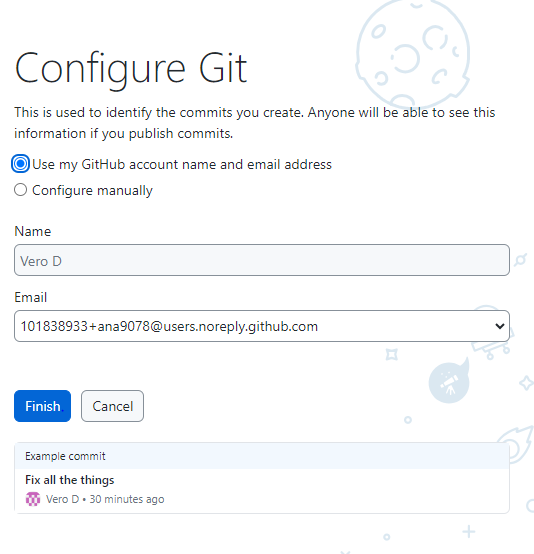 Configure Git
This is used to identify the commits you create. Anyone will be able to see this
information if you publish commits.
Use my GitHub account name and email address
Configure manually
Name
Vero D
Email
101838933+ana9078@users.noreply.github.com
Finish
Cancel
Example commit
Fix all the things
Vero D • 30 minutes ago